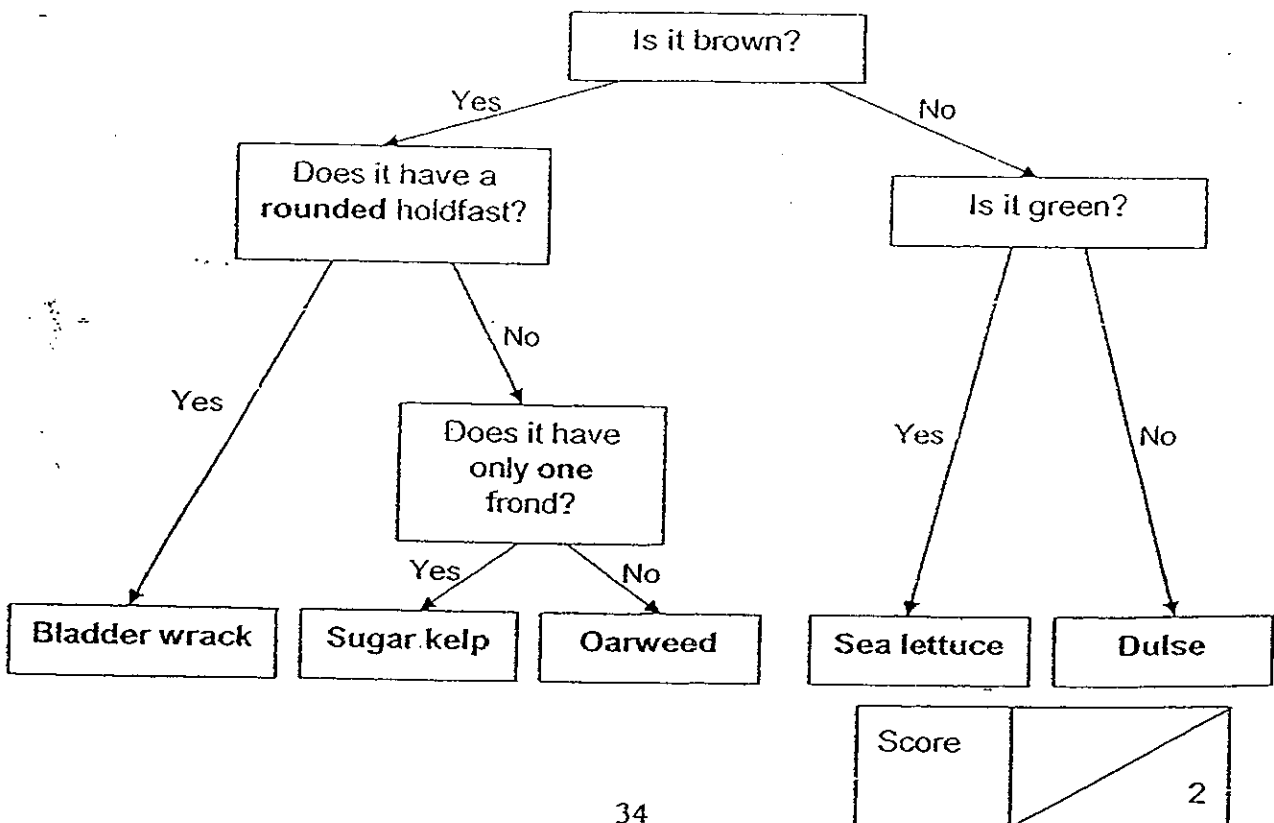 Is it brown?
Yes
No
Does it have a
rounded holdfast?
Is it green?
No
Yes
Does it have
only one
frond?
Yes
No
Yes
No
Bladder wrack
Sugar kelp
Oarweed
Sea lettuce
Dulse
Score
2
34